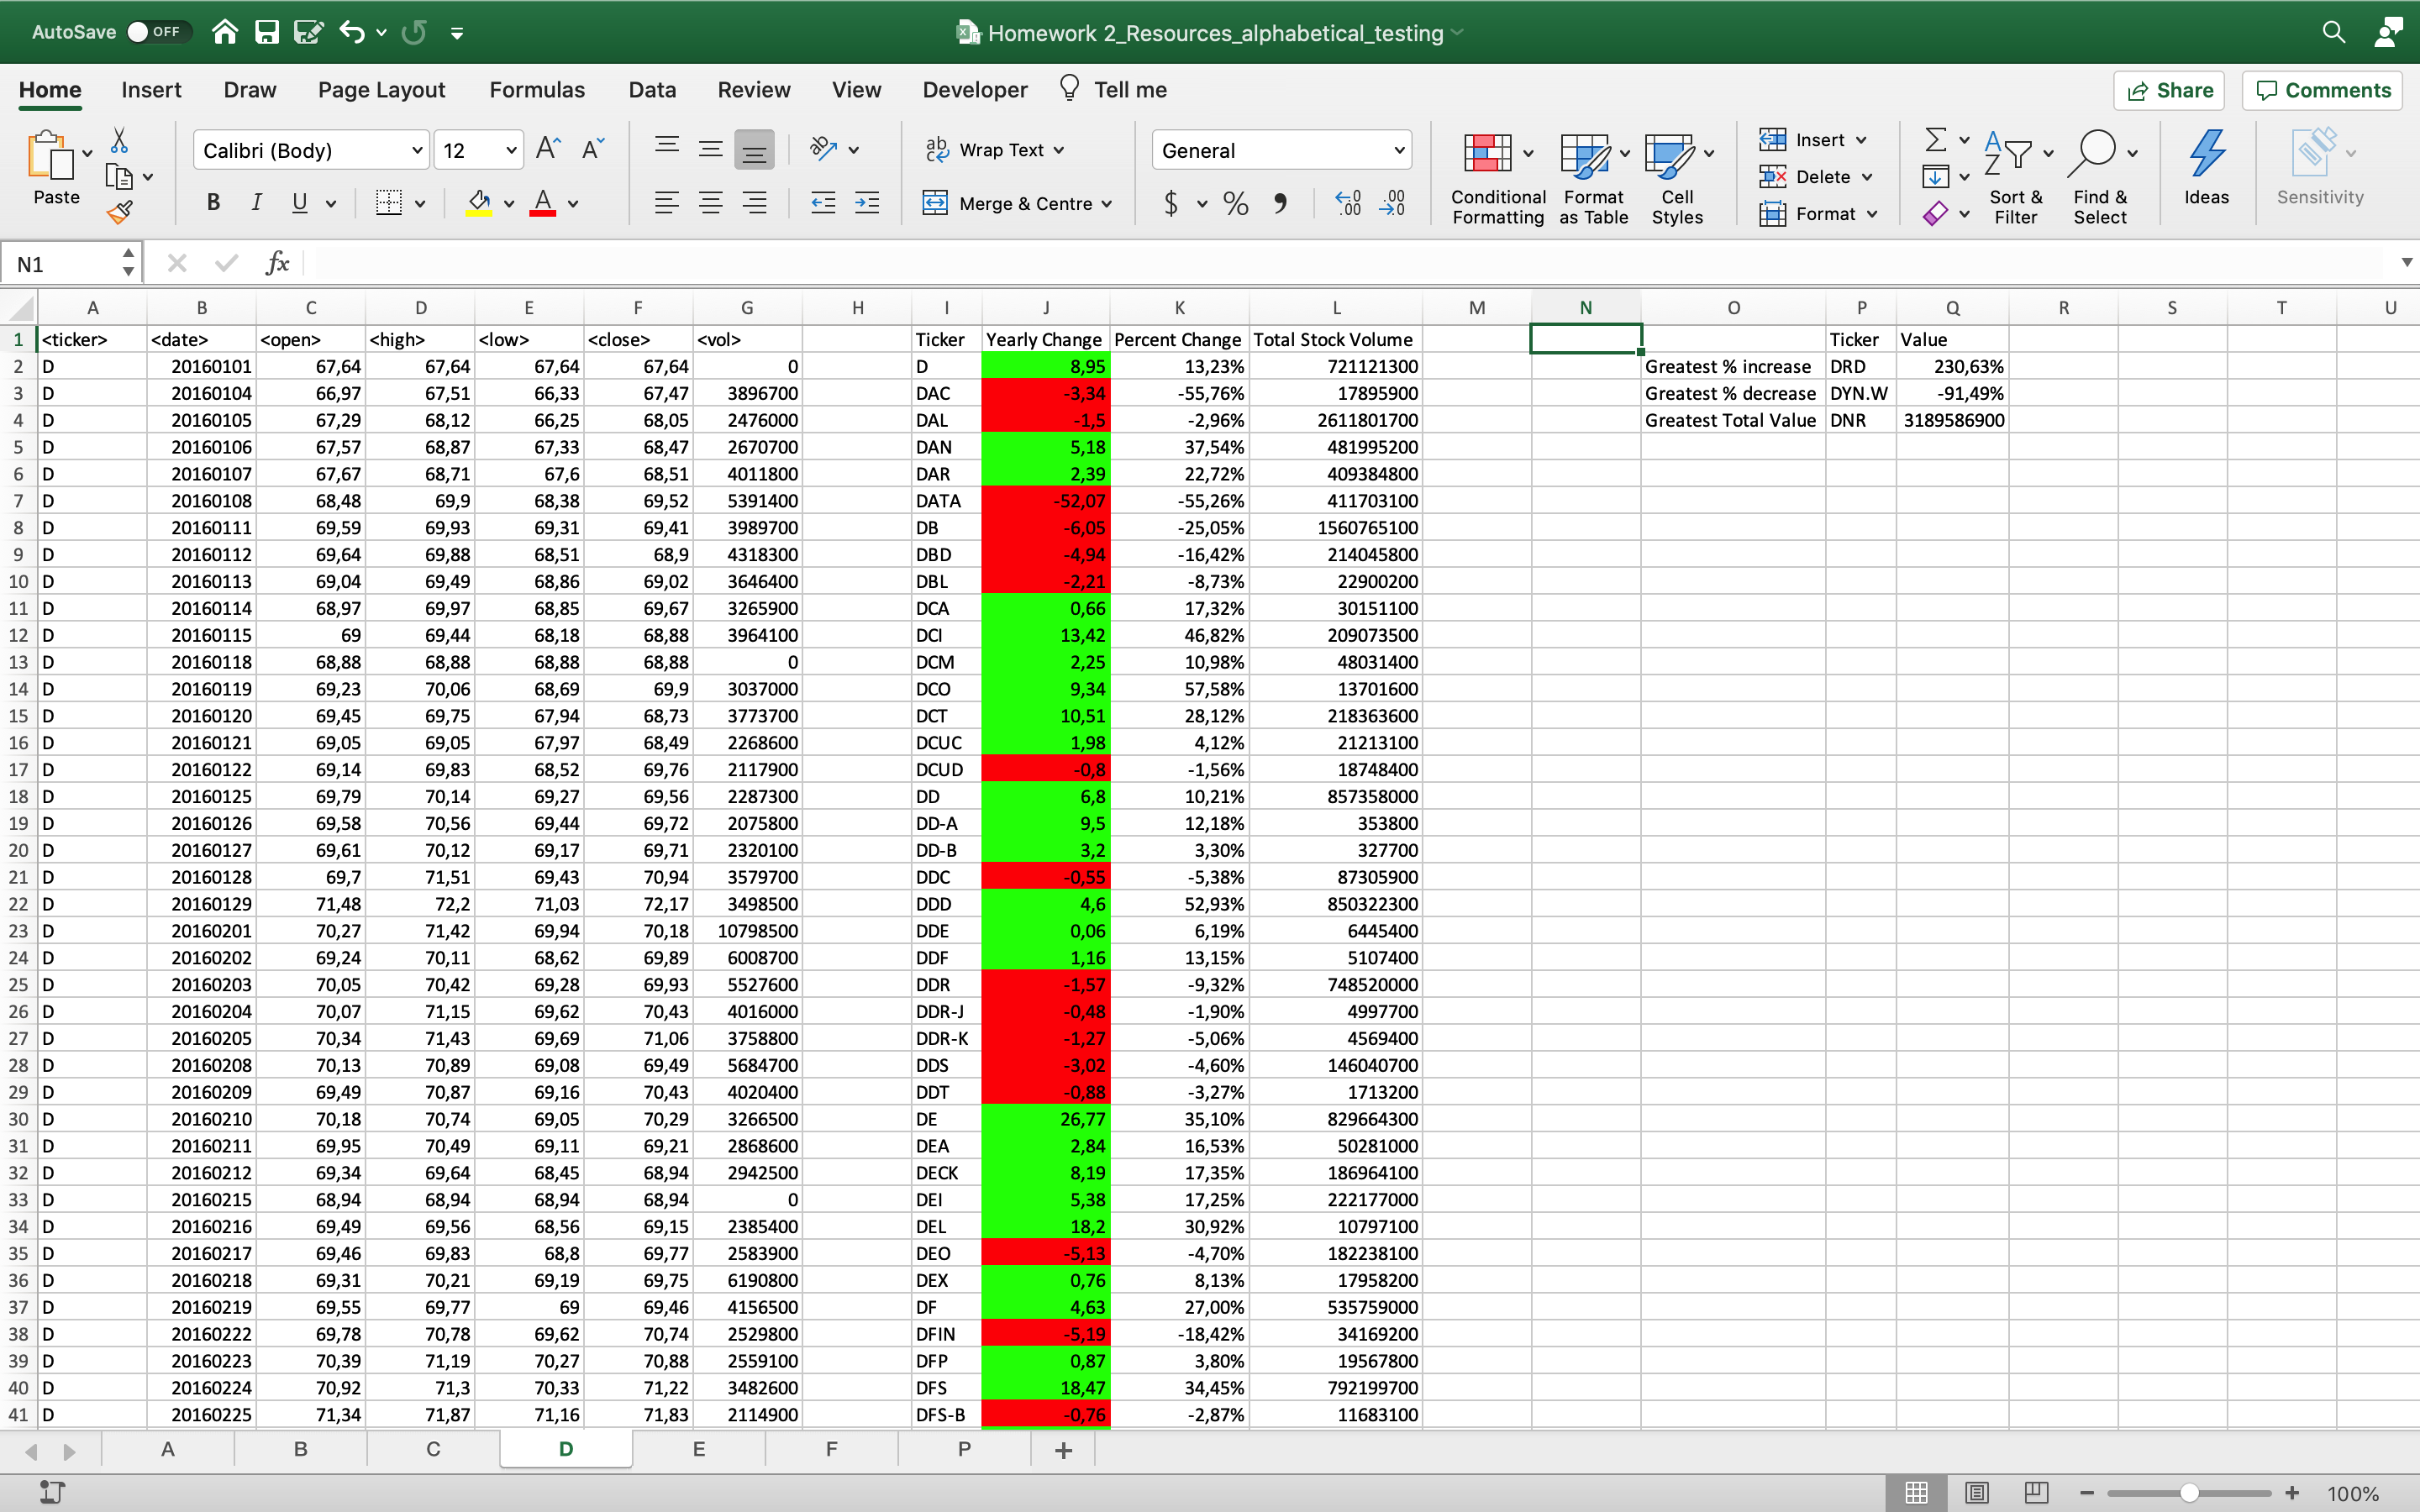 AutoSave OFF Homework 2_Resources_alphabetical_testing
Home Insert Draw Page Layout Formulas Data Review View Developer Tell me Share Comments
Paste Calibri (Body) 12 A A Wrap Text General Conditional Formatting Format as Table Cell Styles Insert Sort & Filter Find & Select Ideas Sensitivity
Delete
B I U A Merge & Centre $ % Format
N1 fx
A B C D E F G H I J K L M N O P Q R S T U
1 <ticker> <date> <open> <high> <low> <close> <vol> Ticker Yearly Change Percent Change Total Stock Volume Ticker Value
2 D 20160101 67,64 67,64 67,64 67,64 0 D 8,95 13,23% 721121300 Greatest % increase DRD 230,63%
3 D 20160104 66,97 67,51 66,33 67,47 3896700 DAC -3,34 -55,76% 17895900 Greatest % decrease DYN.W -91,49%
4 D 20160105 67,29 68,12 66,25 68,05 2476000 DAL -1,5 -2,96% 2611801700 Greatest Total Value DNR 3189586900
5 D 20160106 67,57 68,87 67,33 68,47 2670700 DAN 5,18 37,54% 481995200
6 D 20160107 67,67 68,71 67,6 68,51 4011800 DAR 2,39 22,72% 409384800
7 D 20160108 68,48 69,9 68,38 69,52 5391400 DATA -52,07 -55,26% 411703100
8 D 20160111 69,59 69,93 69,31 69,41 3989700 DB -6,05 -25,05% 1560765100
9 D 20160112 69,64 69,88 68,51 68,9 4318300 DBD -4,94 -16,42% 214045800
10 D 20160113 69,04 69,49 68,86 69,02 3646400 DBL -2,21 -8,73% 22900200
11 D 20160114 68,97 69,97 68,85 69,67 3265900 DCA 0,66 17,32% 30151100
12 D 20160115 69 69,44 68,18 68,88 3964100 DCI 13,42 46,82% 209073500
13 D 20160118 68,88 68,88 68,88 68,88 0 DCM 2,25 10,98% 48031400
14 D 20160119 69,23 70,06 68,69 69,9 3037000 DCO 9,34 57,58% 13701600
15 D 20160120 69,45 69,75 67,94 68,73 3773700 DCT 10,51 28,12% 218363600
16 D 20160121 69,05 69,05 67,97 68,49 2268600 DCUC 1,98 4,12% 21213100
17 D 20160122 69,14 69,83 68,52 69,76 2117900 DCUD -0,8 -1,56% 18748400
18 D 20160125 69,79 70,14 69,27 69,56 2287300 DD 6,8 10,21% 857358000
19 D 20160126 69,58 70,56 69,44 69,72 2075800 DD-A 9,5 12,18% 353800
20 D 20160127 69,61 70,12 69,17 69,71 2320100 DD-B 3,2 3,30% 327700
21 D 20160128 69,7 71,51 69,43 70,94 3579700 DDC -0,55 -5,38% 87305900
22 D 20160129 71,48 72,2 71,03 72,17 3498500 DDD 4,6 52,93% 850322300
23 D 20160201 70,27 71,42 69,94 70,18 10798500 DDE 0,06 6,19% 6445400
24 D 20160202 69,24 70,11 68,62 69,89 6008700 DDF 1,16 13,15% 5107400
25 D 20160203 70,05 70,42 69,28 69,93 5527600 DDR -1,57 -9,32% 748520000
26 D 20160204 70,07 71,15 69,62 70,43 4016000 DDR-J -0,48 -1,90% 4997700
27 D 20160205 70,34 71,43 69,69 71,06 3758800 DDR-K -1,27 -5,06% 4569400
28 D 20160208 70,13 70,89 69,08 69,49 5684700 DDS -3,02 -4,60% 146040700
29 D 20160209 69,49 70,87 69,16 70,43 4020400 DDT -0,88 -3,27% 1713200
30 D 20160210 70,18 70,74 69,05 70,29 3266500 DE 26,77 35,10% 829664300
31 D 20160211 69,95 70,49 69,11 69,21 2868600 DEA 2,84 16,53% 50281000
32 D 20160212 69,34 69,64 68,45 68,94 2942500 DECK 8,19 17,35% 186964100
33 D 20160215 68,94 68,94 68,94 68,94 0 DEI 5,38 17,25% 222177000
34 D 20160216 69,49 69,56 68,56 69,15 2385400 DEL 18,2 30,92% 10797100
35 D 20160217 69,46 69,83 68,8 69,77 2583900 DEO -5,13 -4,70% 182238100
36 D 20160218 69,31 70,21 69,19 69,75 6190800 DEX 0,76 8,13% 17958200
37 D 20160219 69,55 69,77 69 69,46 4156500 DF 4,63 27,00% 535759000
38 D 20160222 69,78 70,78 69,62 70,74 2529800 DFIN -5,19 -18,42% 34169200
39 D 20160223 70,39 71,19 70,27 70,88 2559100 DFP 0,87 3,80% 19567800
40 D 20160224 70,92 71,3 70,33 71,22 3482600 DFS 18,47 34,45% 792199700
41 D 20160225 71,34 71,87 71,16 71,83 2114900 DFS-B -0,76 -2,87% 11683100
A B C D E F P +
100%